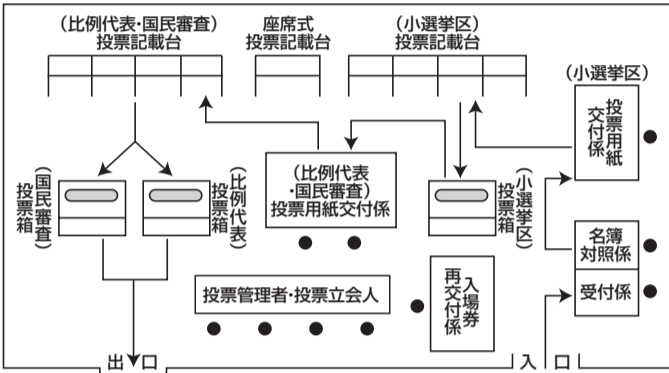 (比例代表・国民審査)
投票記載台
座席式
投票記載台
(小選挙区)
投票記載台
(小選挙区)
投票用紙
交付係
(国民審査)
投票箱
(比例代表)
投票箱
(比例代表
・国民審査)
投票用紙交付係
(小選挙区)
投票箱
名簿
対照係
受付係
投票管理者・投票立会人
入場券
再交付係
出口
入口